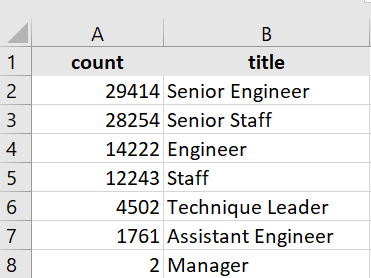 A B
1 count title
2 29414 Senior Engineer
3 28254 Senior Staff
4 14222 Engineer
5 12243 Staff
6 4502 Technique Leader
7 1761 Assistant Engineer
8 2 Manager